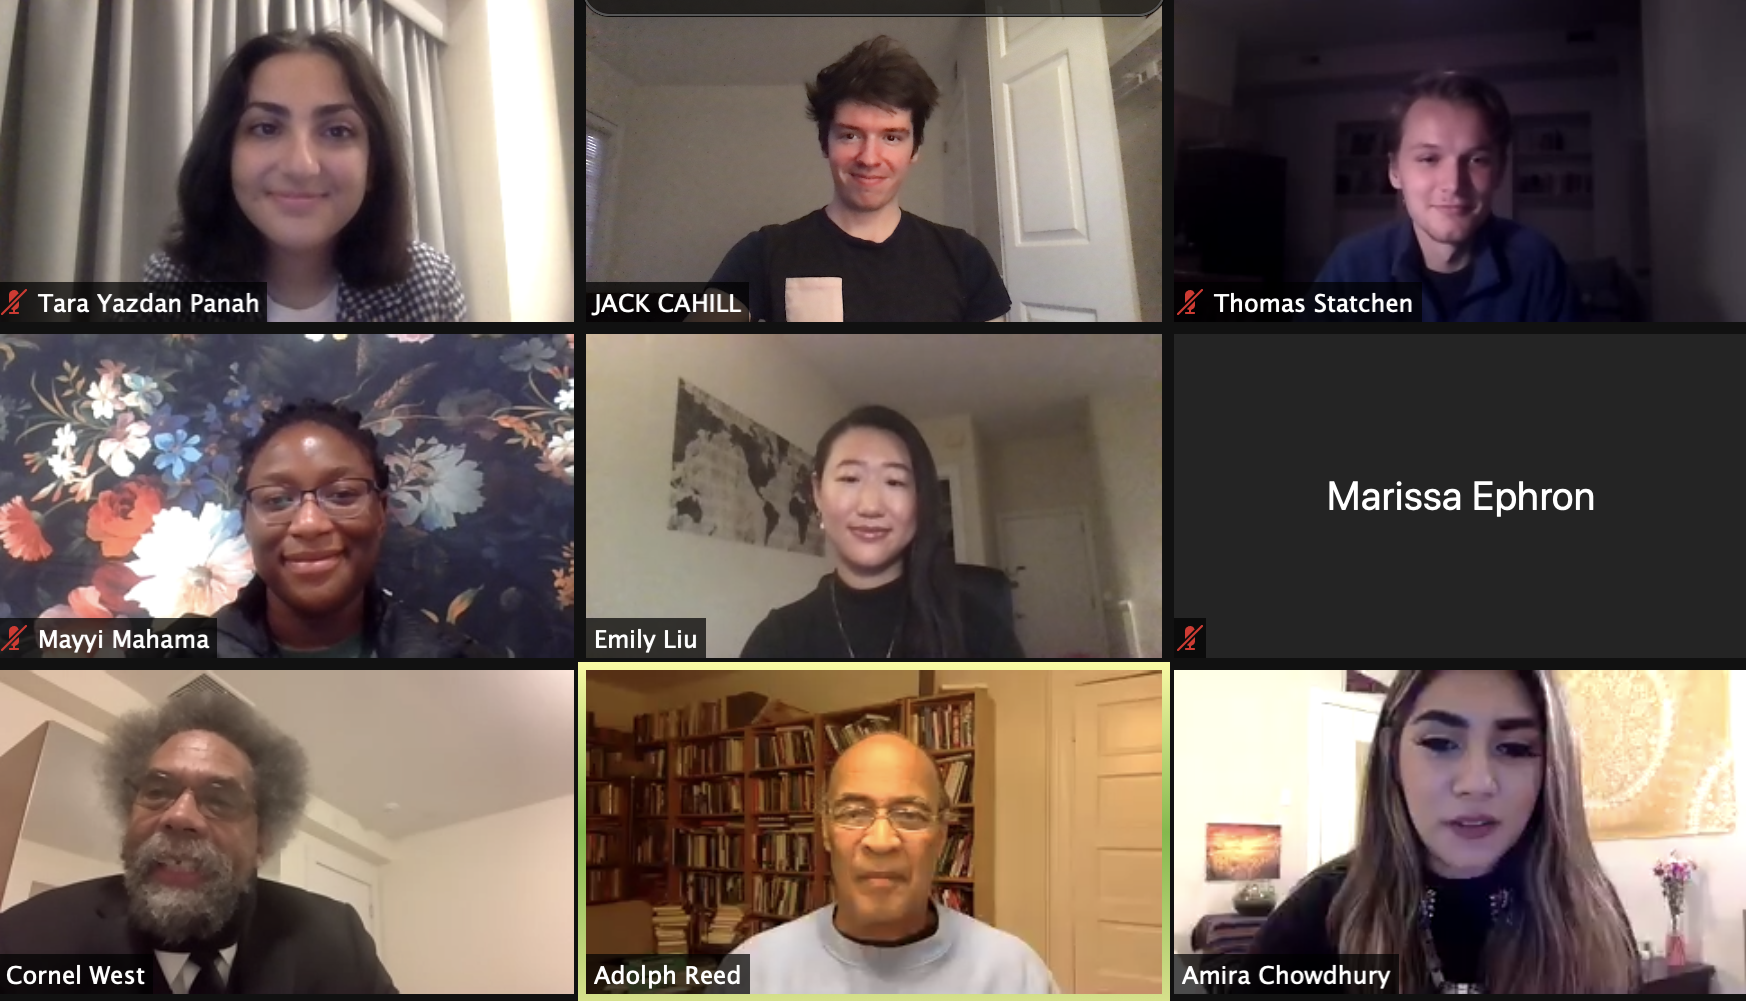 Tara Yazdan Panah
JACK CAHILL
Thomas Statchen
Mayyi Mahama
Emily Liu
Marissa Ephron
Cornel West
Adolph Reed
Amira Chowdhury